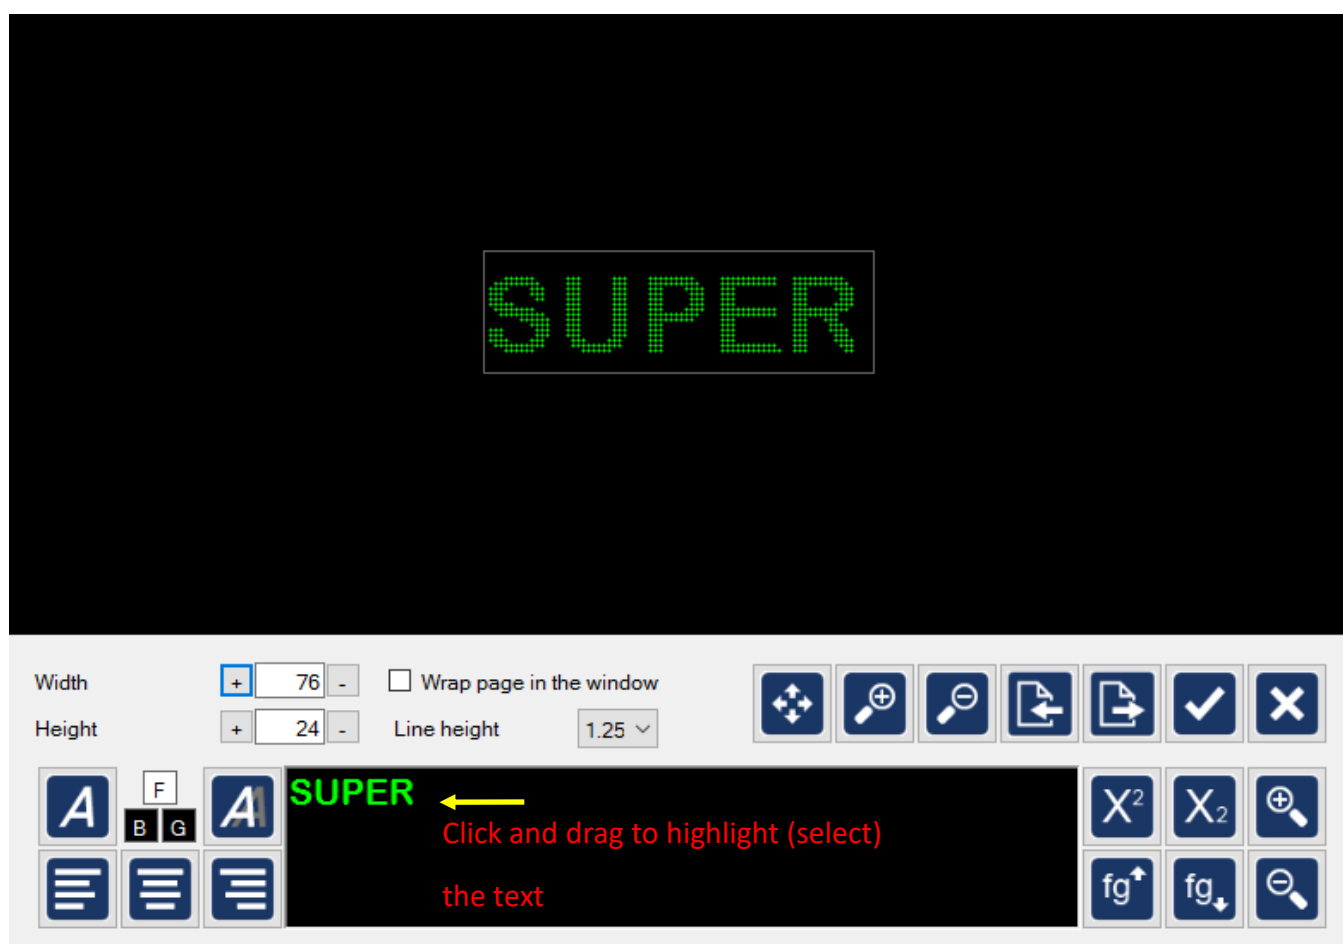 SUPER
Width + 76 - Wrap page in the window
Height + 24 - Line height 1.25
A F B G A SUPER X² X₂
Click and drag to highlight (select)
the text
fg fg